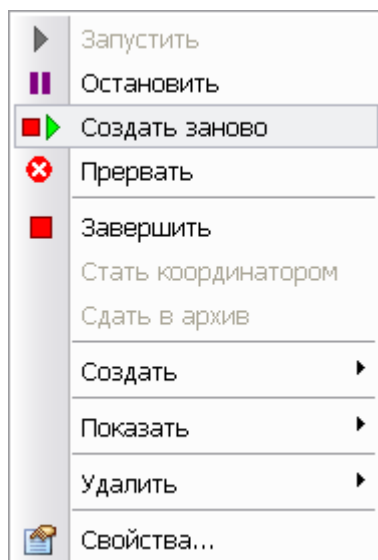 Запустить
Остановить
Создать заново
Прервать
Завершить
Стать координатором
Сдать в архив
Создать
Показать
Удалить
Свойства...